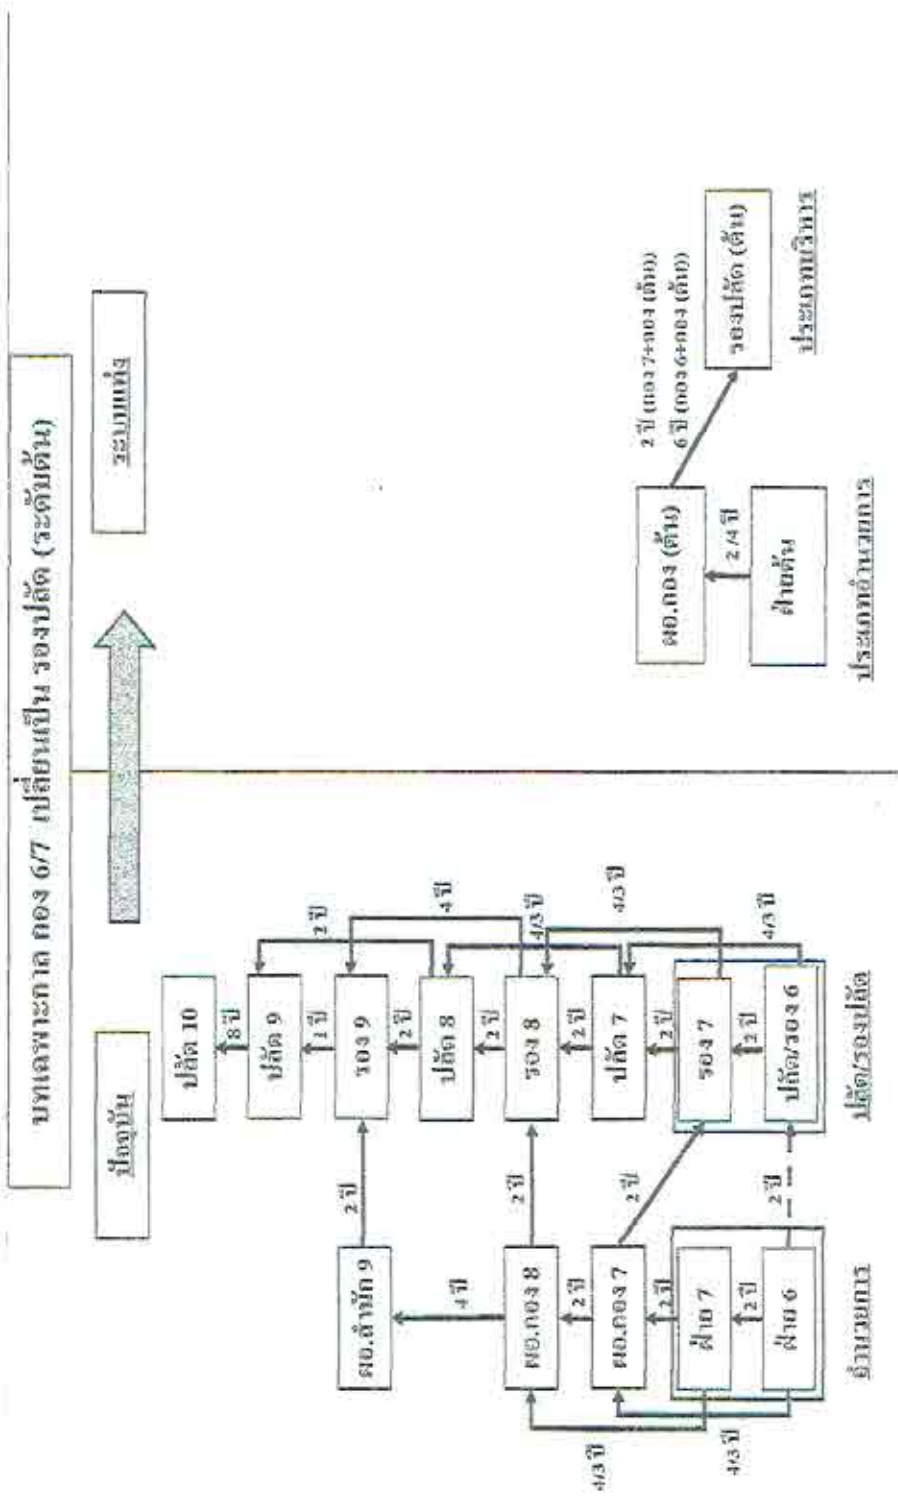 บทเฉพาะกาล กอง 6/7 เปลี่ยนเป็น รองปลัด (ระดับต้น)
ปัจจุบัน
ระบบแท่ง
ปลัด 10
8 ปี
ปลัด 9
1 ปี
2 ปี
ผอ.สำนัก 9
2 ปี
รอง 9
4 ปี
2 ปี
4 ปี
ปลัด 8
2 ปี
4/3 ปี
ผอ.กอง 8
2 ปี
รอง 8
2 ปี
2 ปี
4/3 ปี
ผอ.กอง 7
2 ปี
ปลัด 7
2 ปี
2 ปี
4/3 ปี
4/3 ปี
ฝ่าย 7
รอง 7
2 ปี
2 ปี
4/3 ปี
ฝ่าย 6
2 ปี
ปลัด/รอง 6
อำนวยการ
ปลัด/รองปลัด
2 ปี (กอง 7+กอง (ต้น))
6 ปี (กอง 6+กอง (ต้น))
ผอ.กอง (ต้น)
รองปลัด (ต้น)
2 /4 ปี
ฝ่ายต้น
ประเภทบริหาร
ประเภทอำนวยการ